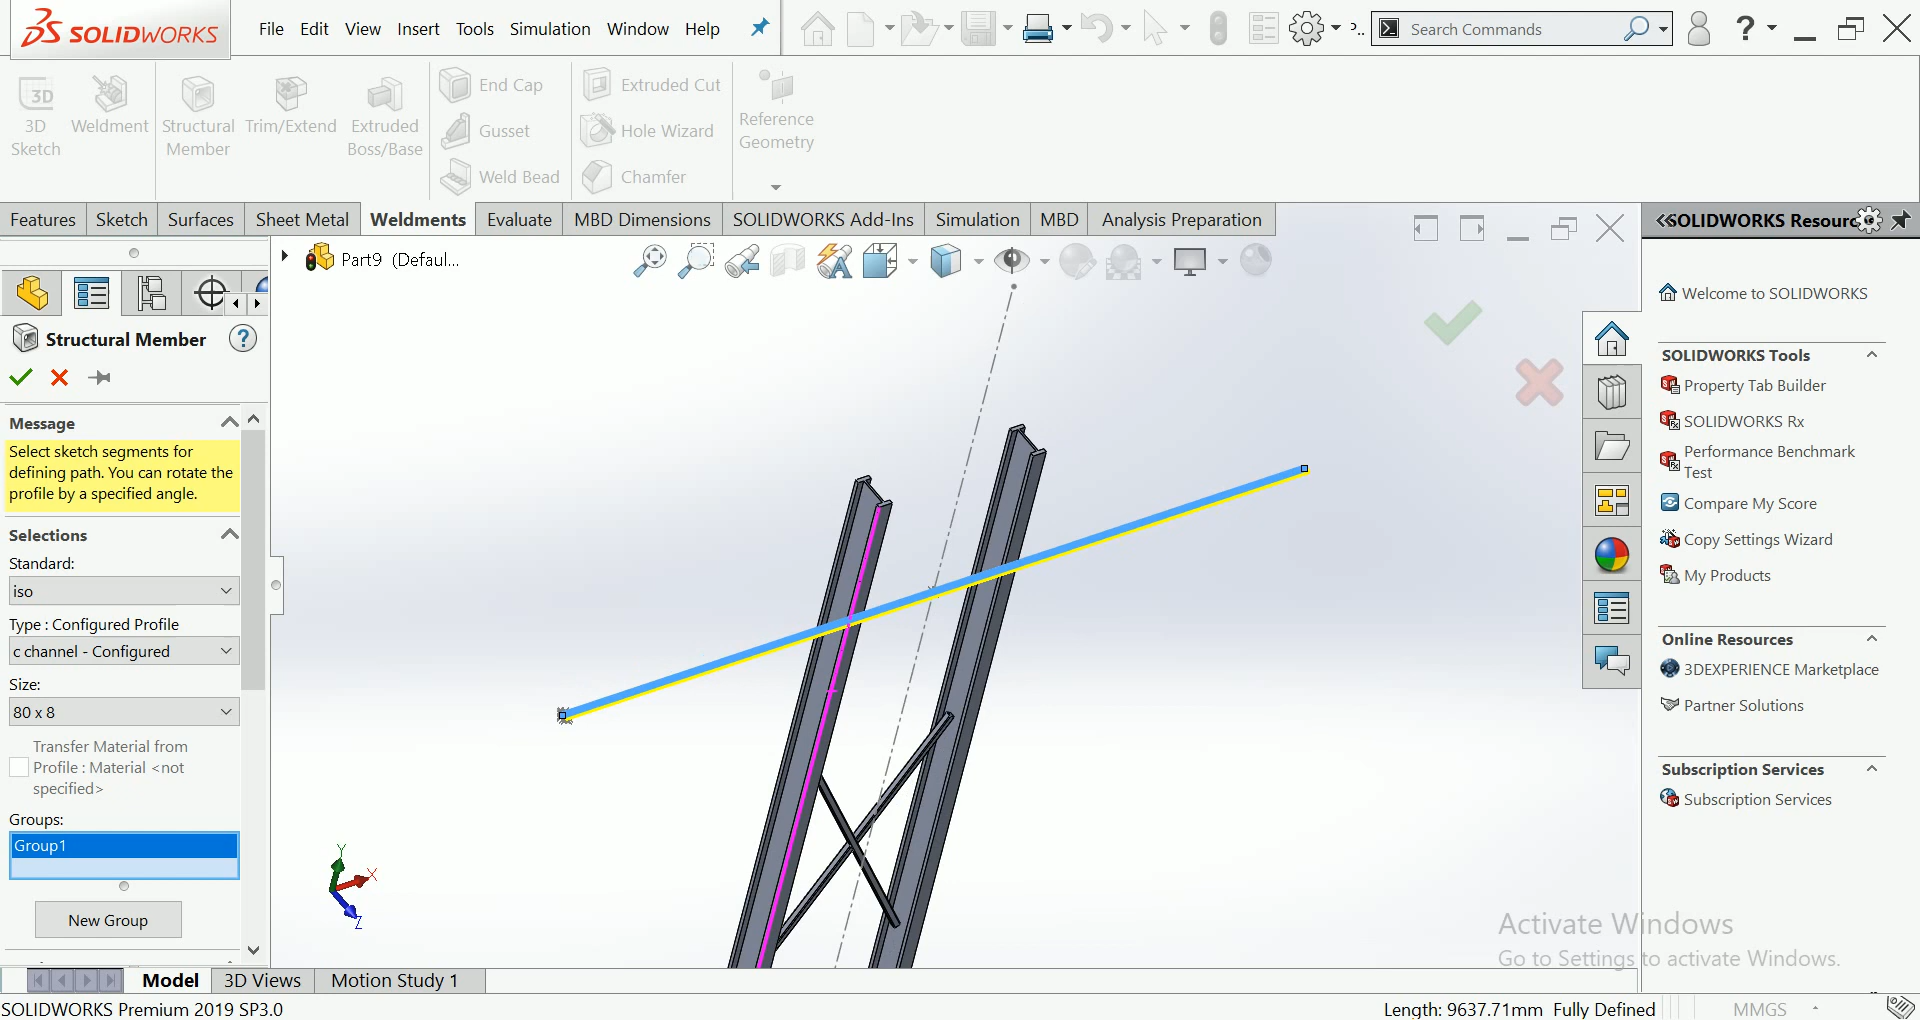 SOLIDWORKS File Edit View Insert Tools Simulation Window Help P... Search Commands ?
3D Sketch Weldment Structural Member Trim/Extend Extruded Boss/Base
End Cap
Gusset
Weld Bead
Extruded Cut
Hole Wizard
Chamfer
Reference Geometry
Features Sketch Surfaces Sheet Metal Weldments Evaluate MBD Dimensions SOLIDWORKS Add-Ins Simulation MBD Analysis Preparation
Part9 (Defaul...
Structural Member ?
Message
Select sketch segments for
defining path. You can rotate the
profile by a specified angle.
Selections
Standard:
iso
Type : Configured Profile
c channel - Configured
Size:
80 x 8
Transfer Material from
Profile : Material <not
specified>
Groups:
Group1
New Group
Y
X
Z
SOLIDWORKS Resourc
Welcome to SOLIDWORKS
SOLIDWORKS Tools
Property Tab Builder
SOLIDWORKS Rx
Performance Benchmark
Test
Compare My Score
Copy Settings Wizard
My Products
Online Resources
3DEXPERIENCE Marketplace
Partner Solutions
Subscription Services
Subscription Services
Activate Windows
Go to Settings to activate Windows.
Model 3D Views Motion Study 1
SOLIDWORKS Premium 2019 SP3.0 Length: 9637.71mm Fully Defined MMGS